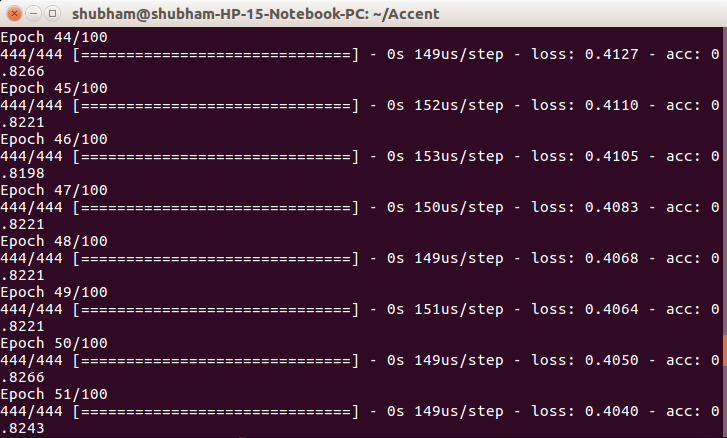 shubham@shubham-HP-15-Notebook-PC: ~/Accent
Epoch 44/100
444/444 [==============================] - 0s 149us/step - loss: 0.4127 - acc: 0
.8266
Epoch 45/100
444/444 [==============================] - 0s 152us/step - loss: 0.4110 - acc: 0
.8221
Epoch 46/100
444/444 [==============================] - 0s 153us/step - loss: 0.4105 - acc: 0
.8198
Epoch 47/100
444/444 [==============================] - 0s 150us/step - loss: 0.4083 - acc: 0
.8221
Epoch 48/100
444/444 [==============================] - 0s 149us/step - loss: 0.4068 - acc: 0
.8221
Epoch 49/100
444/444 [==============================] - 0s 151us/step - loss: 0.4064 - acc: 0
.8221
Epoch 50/100
444/444 [==============================] - 0s 149us/step - loss: 0.4050 - acc: 0
.8266
Epoch 51/100
444/444 [==============================] - 0s 149us/step - loss: 0.4040 - acc: 0
.8243